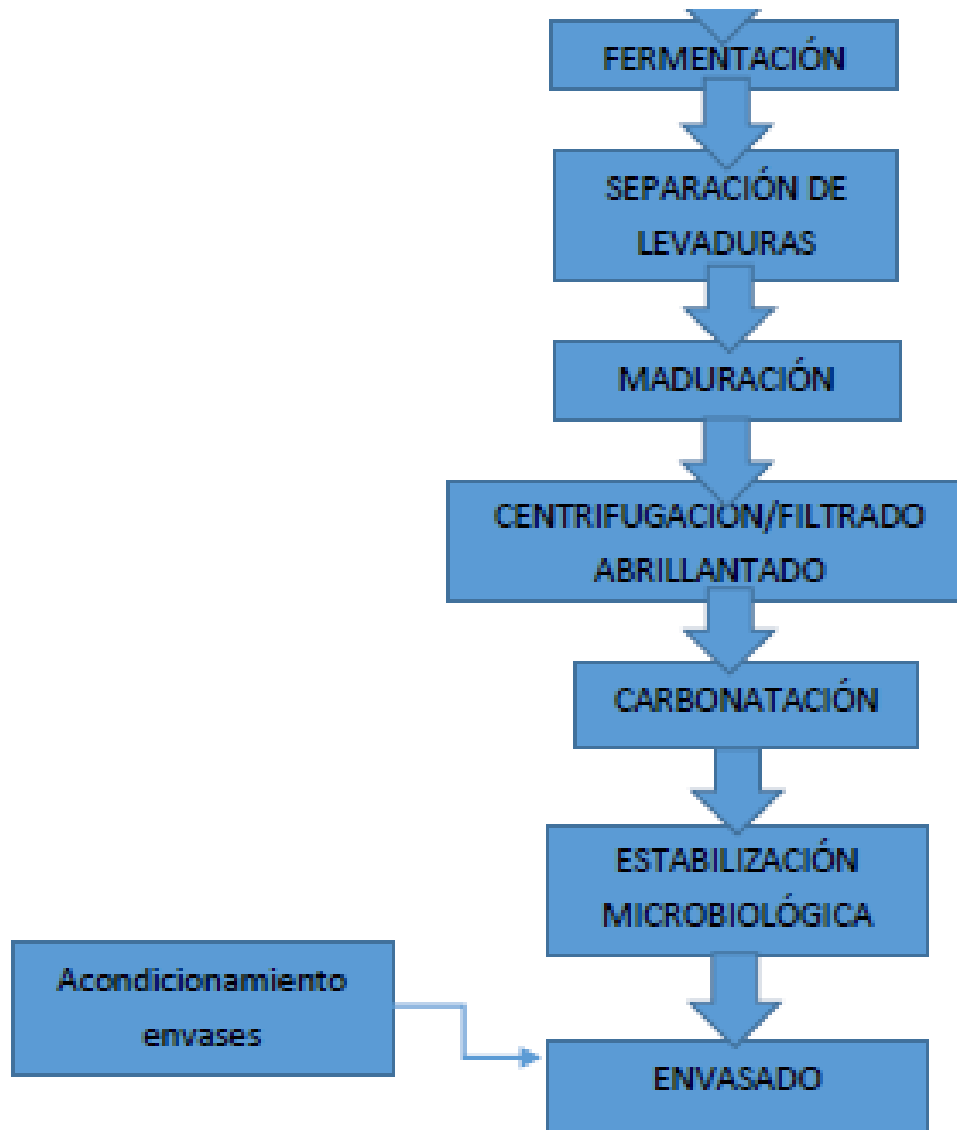 FERMENTACIÓN
SEPARACIÓN DE
LEVADURAS
MADURACIÓN
CENTRIFUGACIÓN/FILTRADO
ABRILLANTADO
CARBONATACIÓN
ESTABILIZACIÓN
MICROBIOLÓGICA
Acondicionamiento
envases
ENVASADO